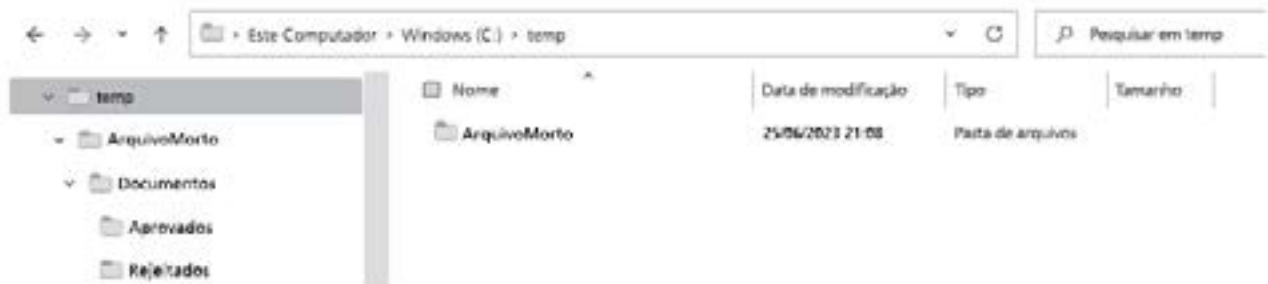 Este Computador > Windows (C:) > temp
Pesquisar em temp
temp
ArquivoMorto
Documentos
Aprovados
Rejeitados
Nome Data de modificação Tipo Tamanho
ArquivoMorto 25/06/2023 21:08 Pasta de arquivos